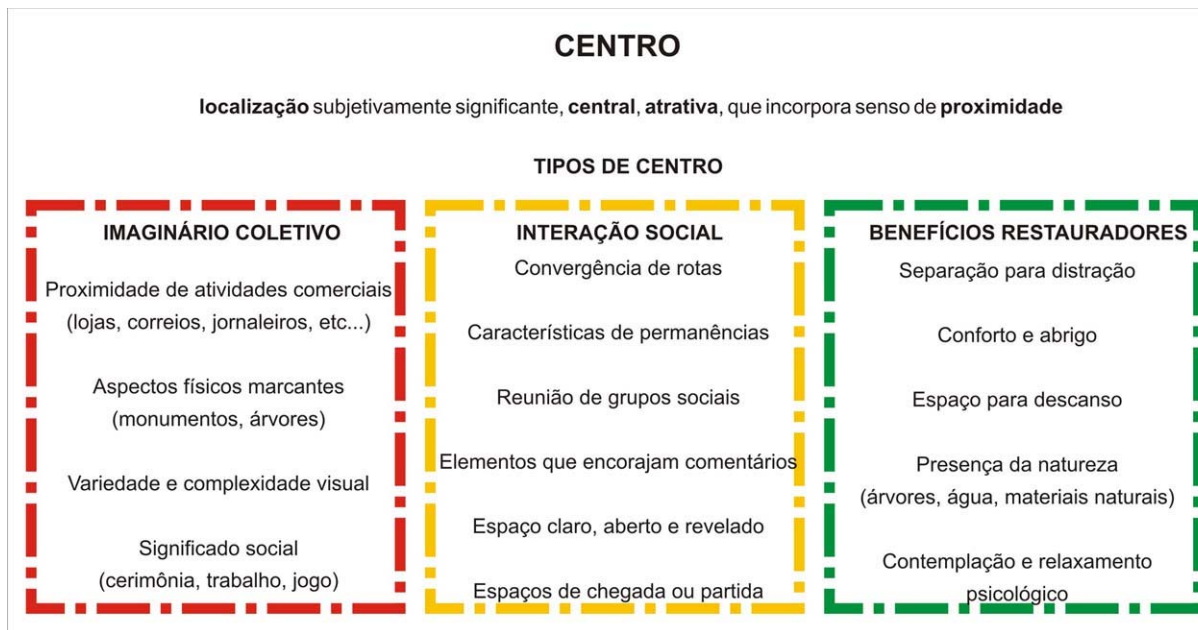 CENTRO
localização subjetivamente significante, central, atrativa, que incorpora senso de proximidade
TIPOS DE CENTRO
IMAGINÁRIO COLETIVO
Proximidade de atividades comerciais
(lojas, correios, jornaleiros, etc...)
Aspectos físicos marcantes
(monumentos, árvores)
Variedade e complexidade visual
Significado social
(cerimônia, trabalho, jogo)
INTERAÇÃO SOCIAL
Convergência de rotas
Características de permanências
Reunião de grupos sociais
Elementos que encorajam comentários
Espaço claro, aberto e revelado
Espaços de chegada ou partida
BENEFÍCIOS RESTAURADORES
Separação para distração
Conforto e abrigo
Espaço para descanso
Presença da natureza
(árvores, água, materiais naturais)
Contemplação e relaxamento
psicológico